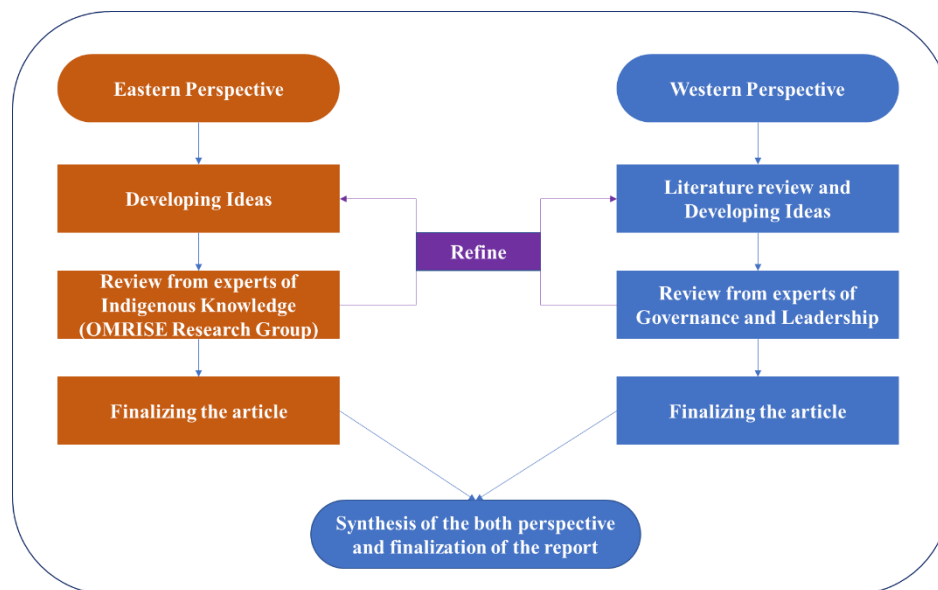 Eastern Perspective
Western Perspective
Developing Ideas
Literature review and
Developing Ideas
Refine
Review from experts of
Indigenous Knowledge
(OMRISE Research Group)
Review from experts of
Governance and Leadership
Finalizing the article
Finalizing the article
Synthesis of the both perspective
and finalization of the report